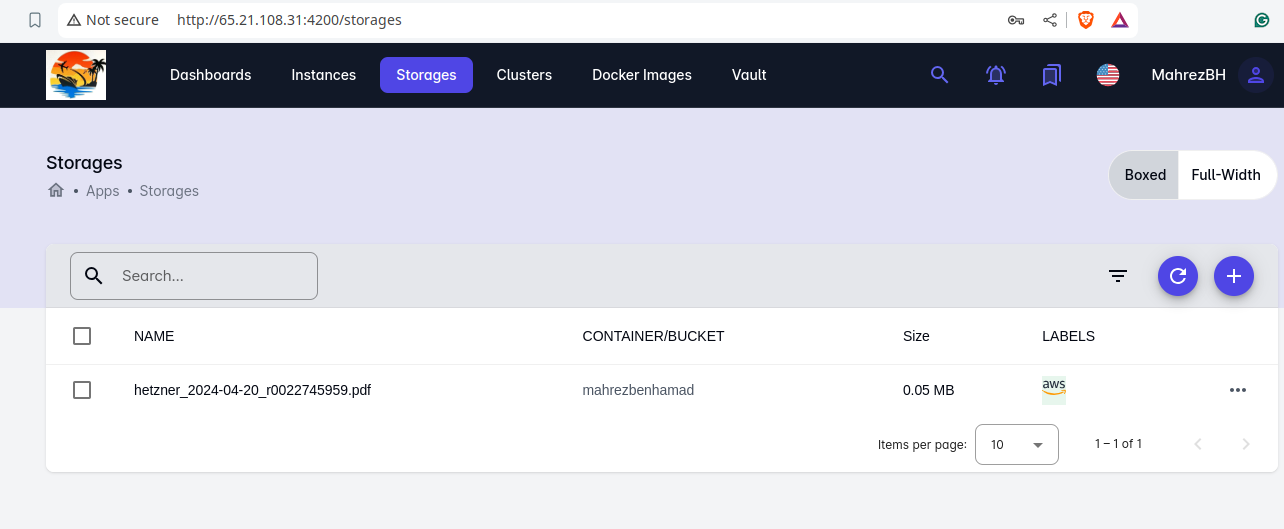 Not secure http://65.21.108.31:4200/storages
Dashboards Instances Storages Clusters Docker Images Vault MahrezBH
Storages
• Apps • Storages
Boxed Full-Width
Search...
NAME CONTAINER/BUCKET Size LABELS
hetzner_2024-04-20_r0022745959.pdf mahrezbenhamad 0.05 MB aws
Items per page: 10 1 – 1 of 1